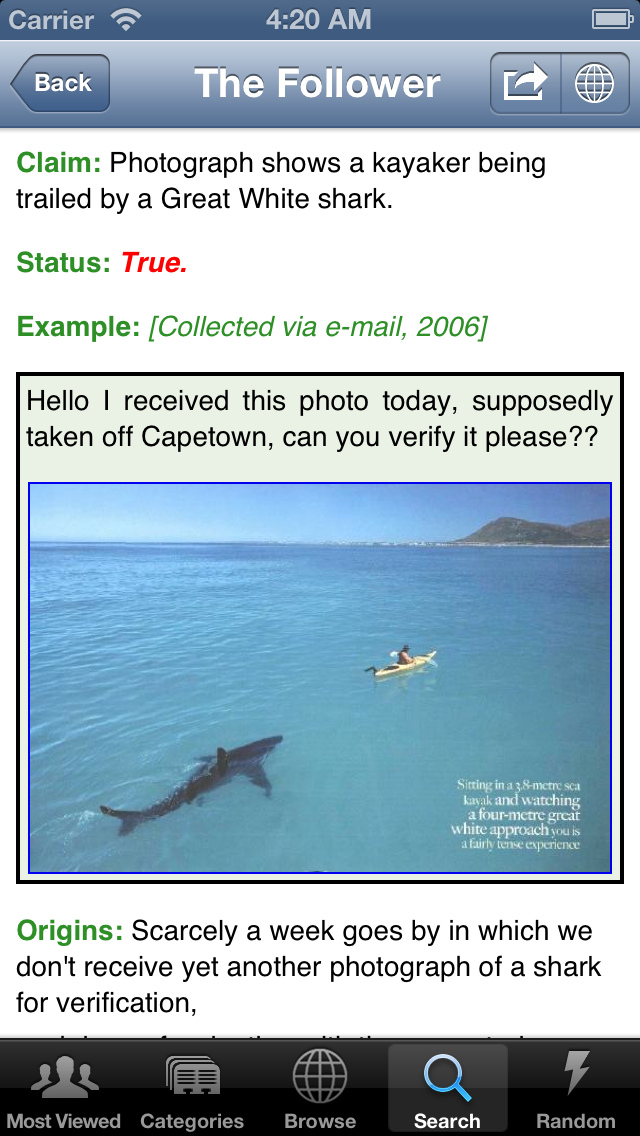 Carrier
4:20 AM
Back
The Follower
Claim: Photograph shows a kayaker being
trailed by a Great White shark.
Status: True.
Example: [Collected via e-mail, 2006]
Hello I received this photo today, supposedly
taken off Capetown, can you verify it please??
Sitting in a 3.8-metre sea
kayak and watching
a four-metre great
white approach you is
a fairly tense experience
Origins: Scarcely a week goes by in which we
don't receive yet another photograph of a shark
for verification,
Most Viewed
Categories
Browse
Search
Random